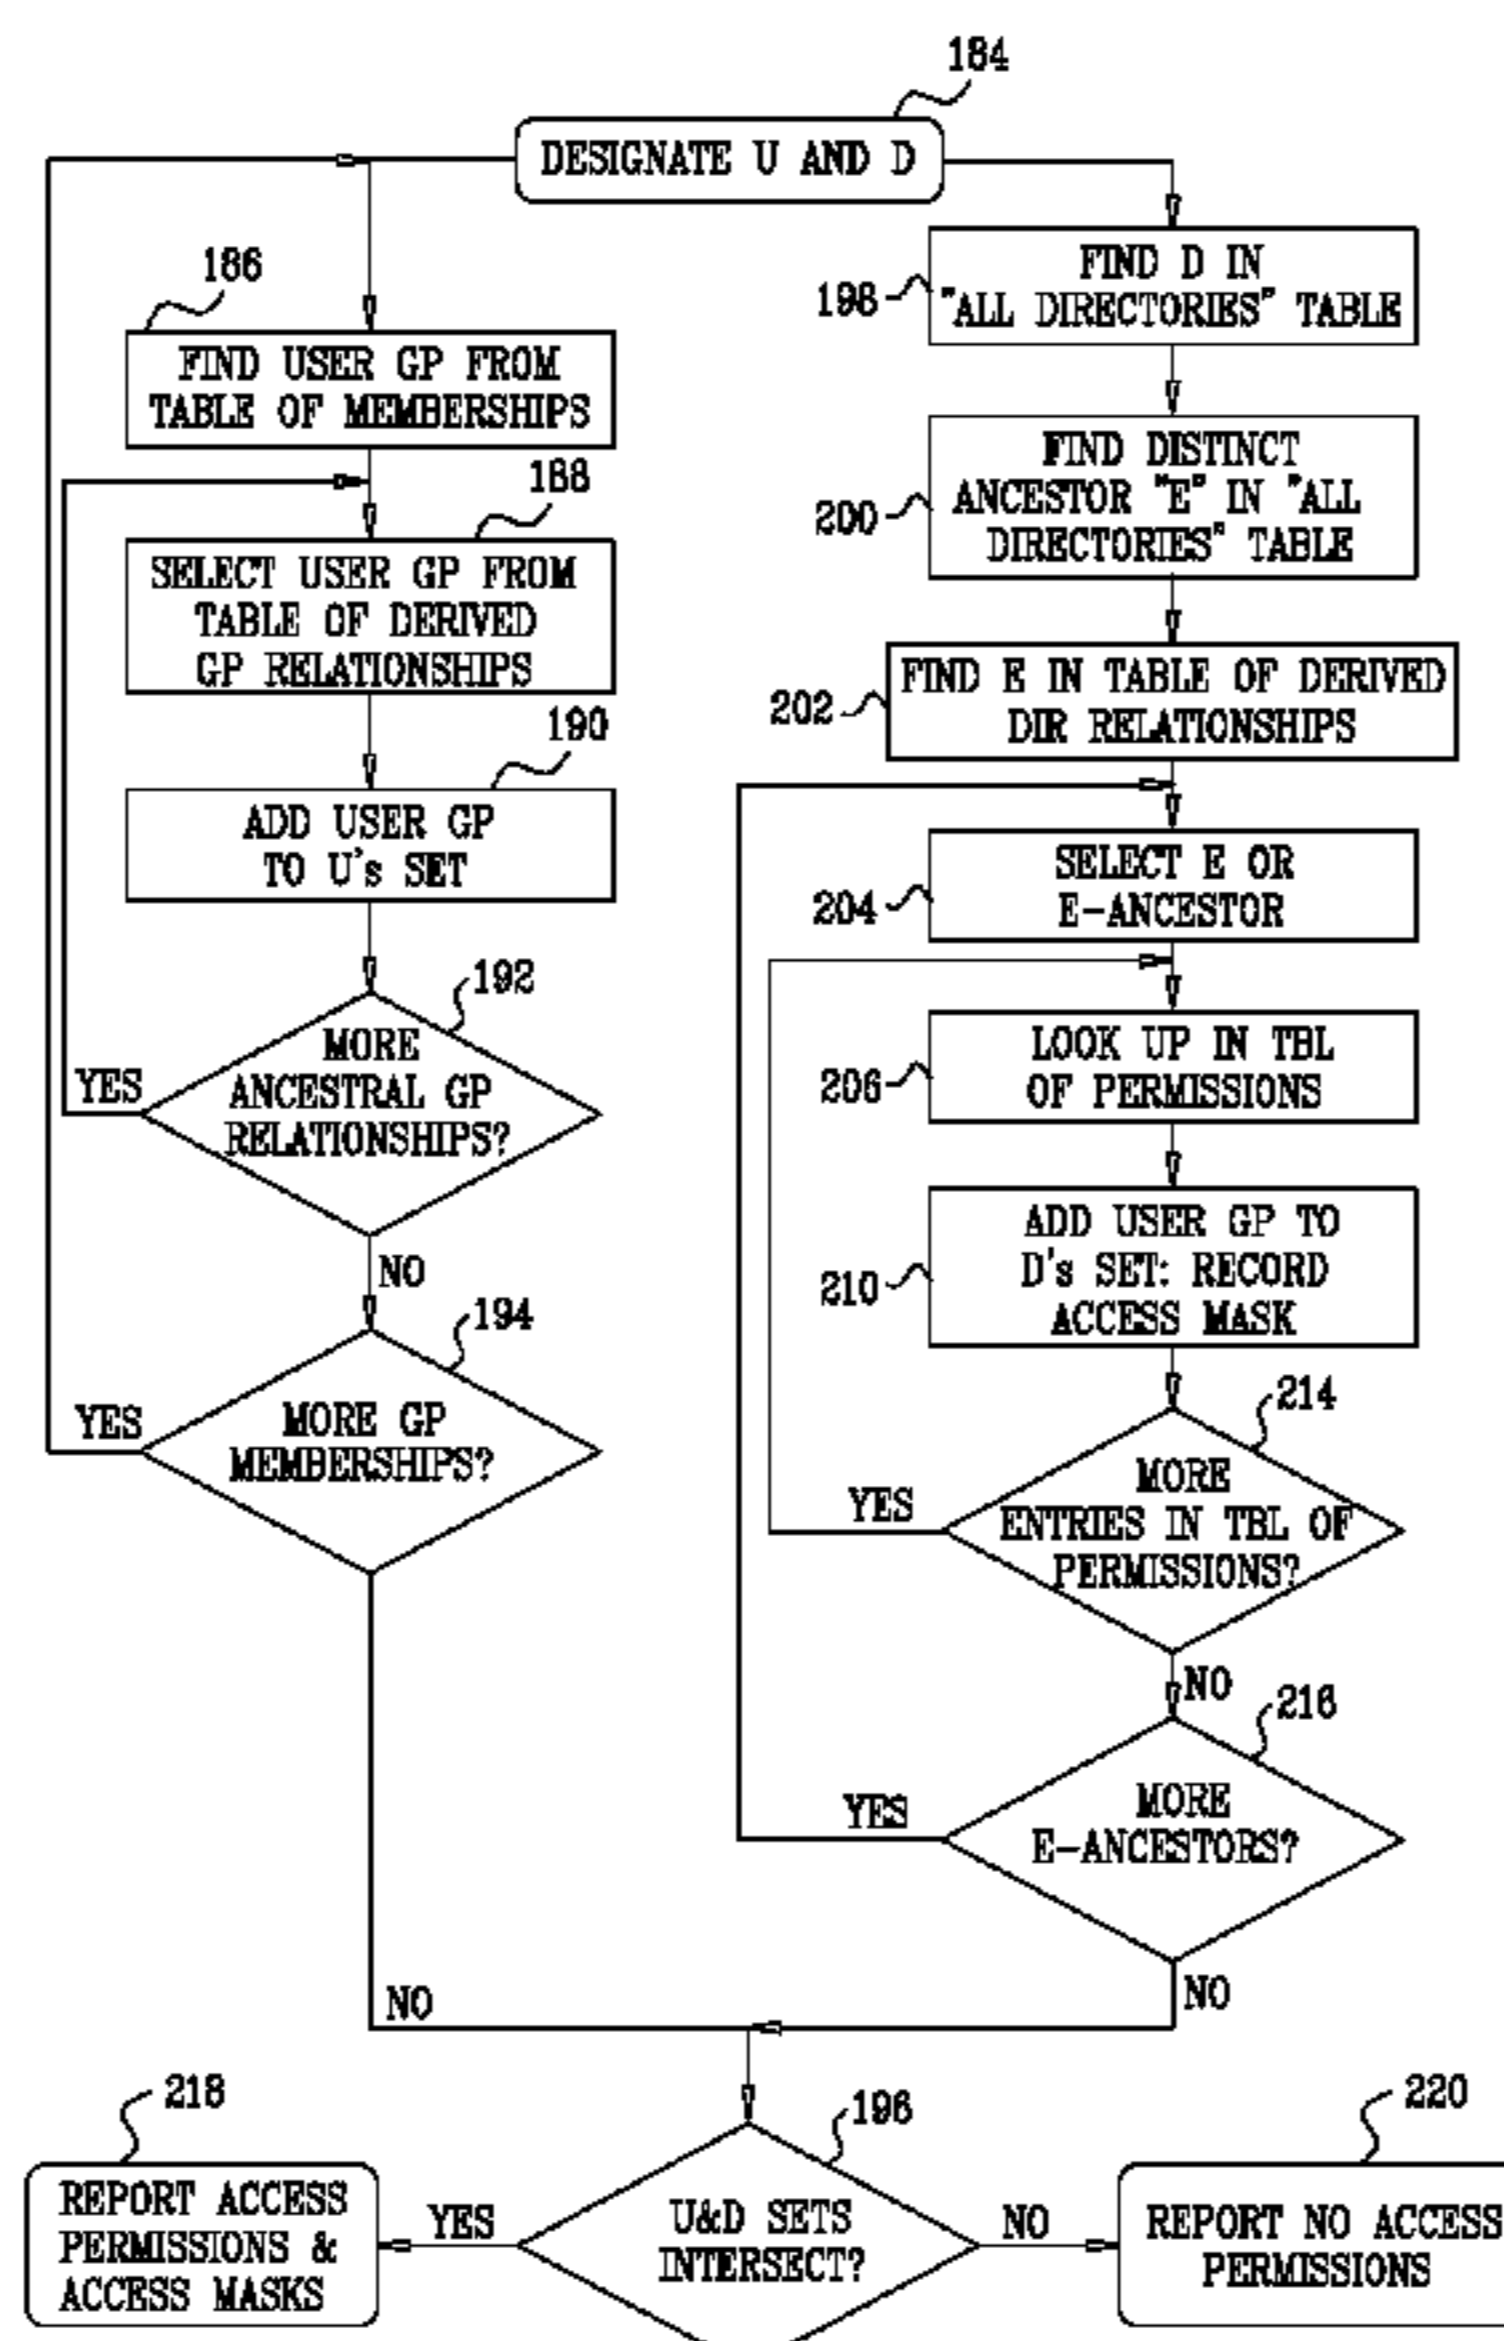 184
DESIGNATE U AND D
186
FIND USER GP FROM
TABLE OF MEMBERSHIPS
188
SELECT USER GP FROM
TABLE OF DERIVED
GP RELATIONSHIPS
190
ADD USER GP
TO U's SET
192
MORE
ANCESTRAL GP
RELATIONSHIPS?
YES
NO
194
MORE GP
MEMBERSHIPS?
YES
NO
198
FIND D IN
"ALL DIRECTORIES" TABLE
200
FIND DISTINCT
ANCESTOR "E" IN "ALL
DIRECTORIES" TABLE
202
FIND E IN TABLE OF DERIVED
DIR RELATIONSHIPS
204
SELECT E OR
E-ANCESTOR
206
LOOK UP IN TBL
OF PERMISSIONS
210
ADD USER GP TO
D's SET: RECORD
ACCESS MASK
214
MORE
ENTRIES IN TBL OF
PERMISSIONS?
YES
NO
216
MORE
E-ANCESTORS?
YES
NO
196
U&D SETS
INTERSECT?
YES
NO
218
REPORT ACCESS
PERMISSIONS &
ACCESS MASKS
220
REPORT NO ACCESS
PERMISSIONS